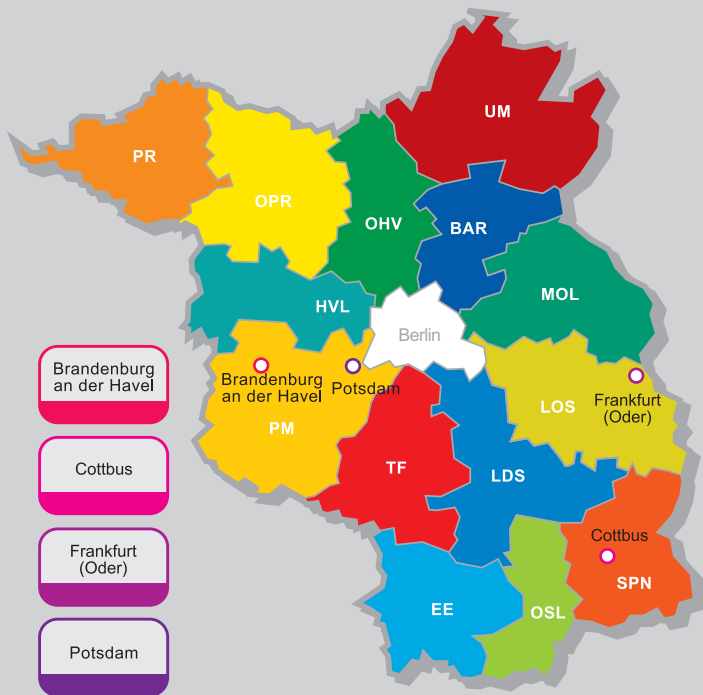 UM
PR
OPR
OHV
BAR
HVL
MOL
Berlin
Brandenburg
an der Havel
Potsdam
PM
LOS
Frankfurt
(Oder)
TF
LDS
Cottbus
SPN
EE
OSL
Brandenburg
an der Havel
Cottbus
Frankfurt
(Oder)
Potsdam